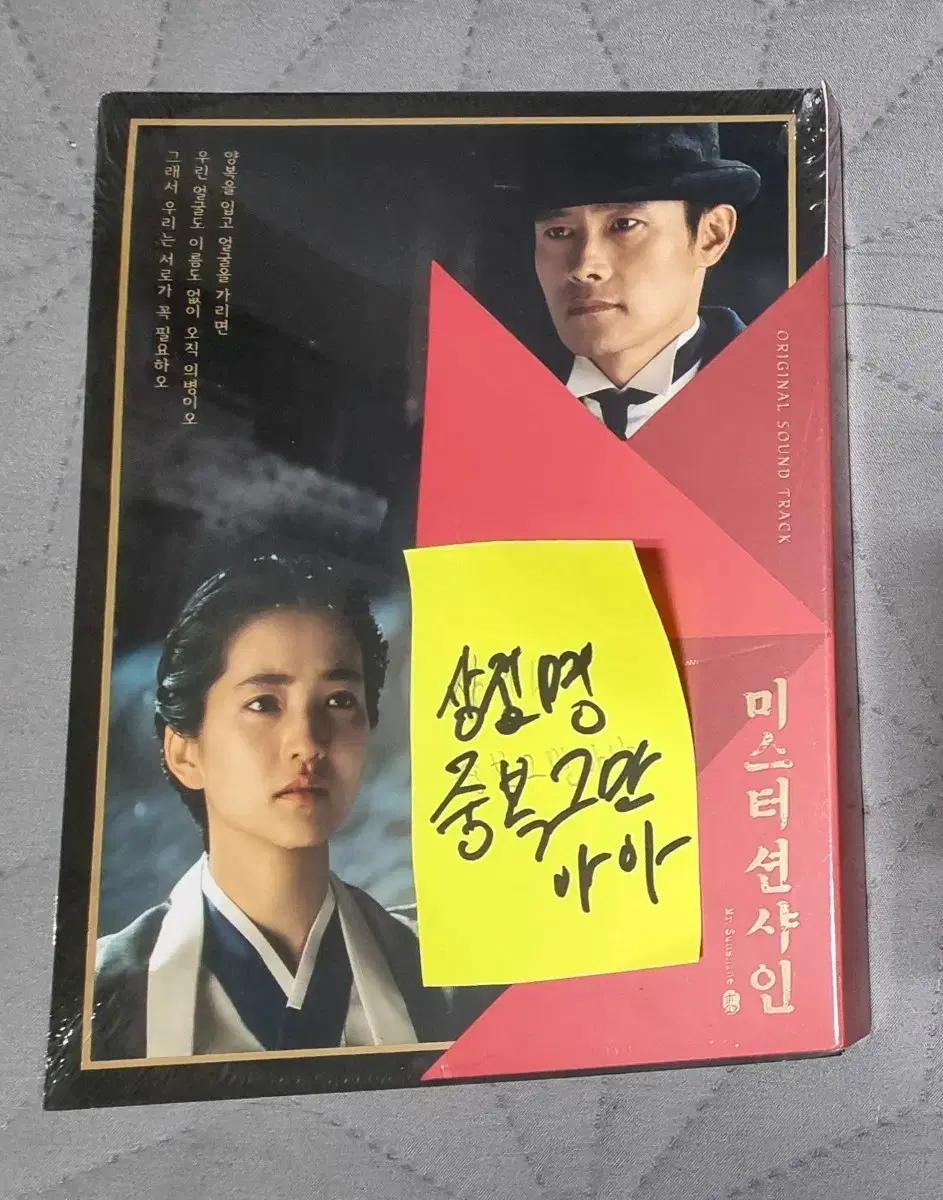 양복을 입고 얼굴을 가리면
우린 얼굴도 이름도 없이 오직 의병이오
그래서 우리는 서로가 꼭 필요하오
ORIGINAL SOUND TRACK
상점명
중복그만
아아
미스터션샤인
Mr. Sunshine